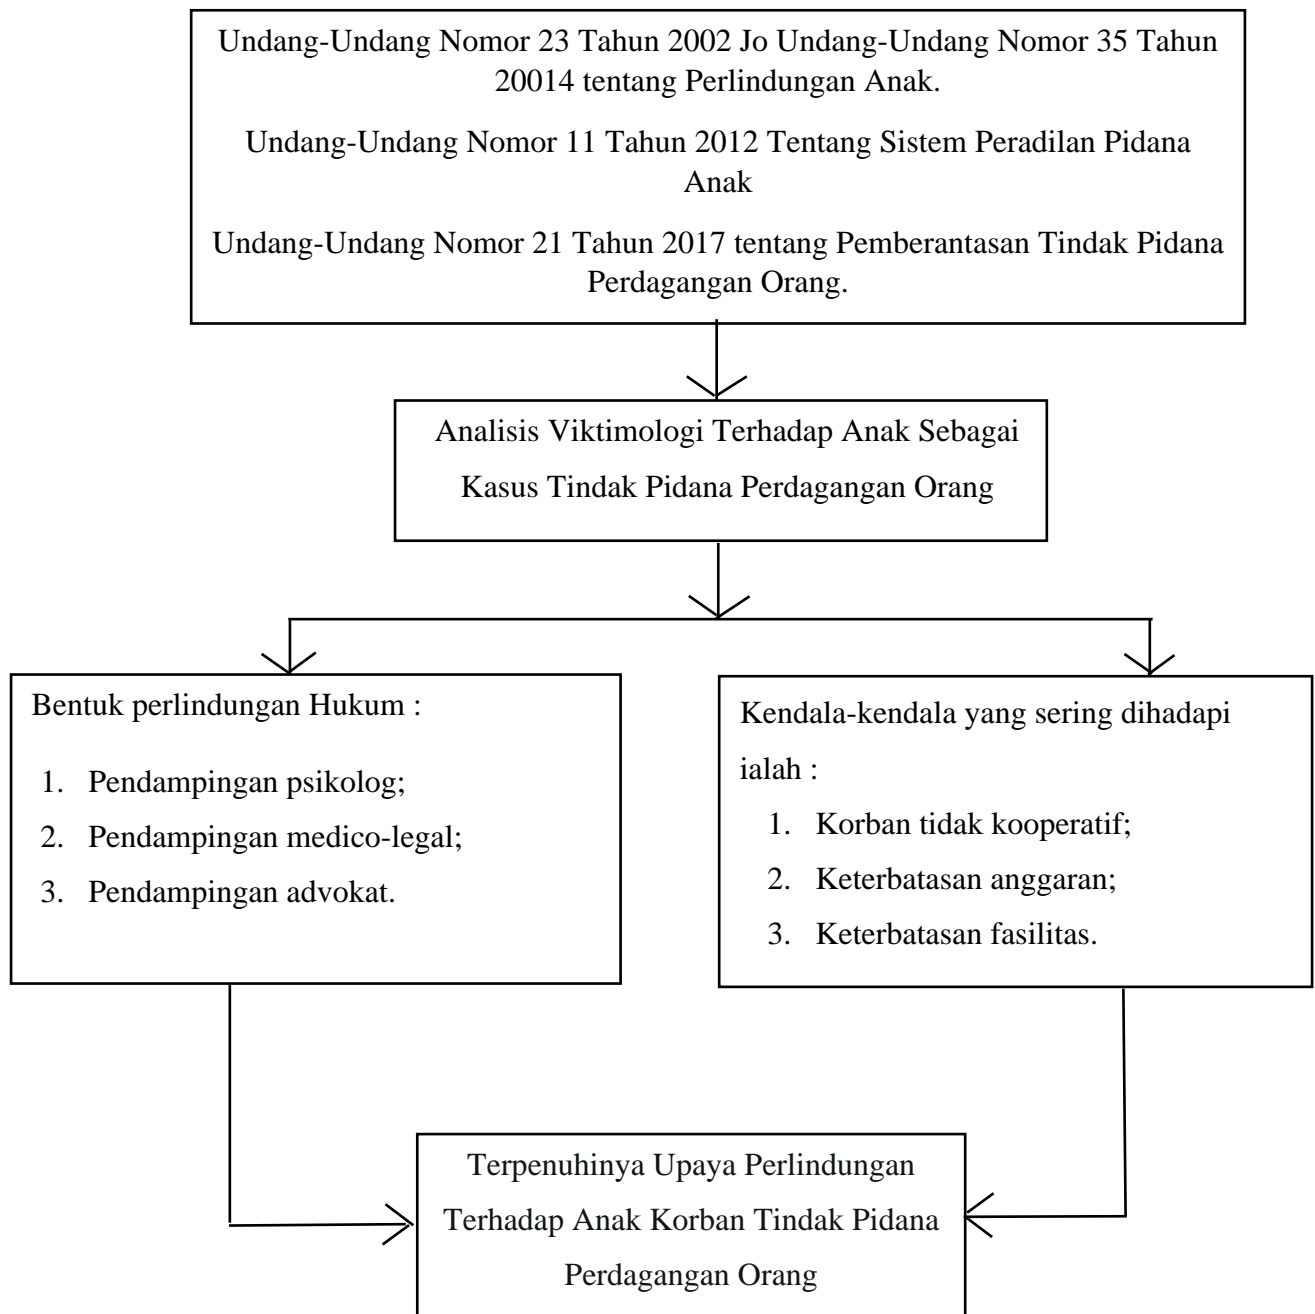 Undang-Undang Nomor 23 Tahun 2002 Jo Undang-Undang Nomor 35 Tahun
20014 tentang Perlindungan Anak.
Undang-Undang Nomor 11 Tahun 2012 Tentang Sistem Peradilan Pidana
Anak
Undang-Undang Nomor 21 Tahun 2017 tentang Pemberantasan Tindak Pidana
Perdagangan Orang.
Analisis Viktimologi Terhadap Anak Sebagai
Kasus Tindak Pidana Perdagangan Orang
Bentuk perlindungan Hukum :
1. Pendampingan psikolog;
2. Pendampingan medico-legal;
3. Pendampingan advokat.
Kendala-kendala yang sering dihadapi
ialah :
1. Korban tidak kooperatif;
2. Keterbatasan anggaran;
3. Keterbatasan fasilitas.
Terpenuhinya Upaya Perlindungan
Terhadap Anak Korban Tindak Pidana
Perdagangan Orang